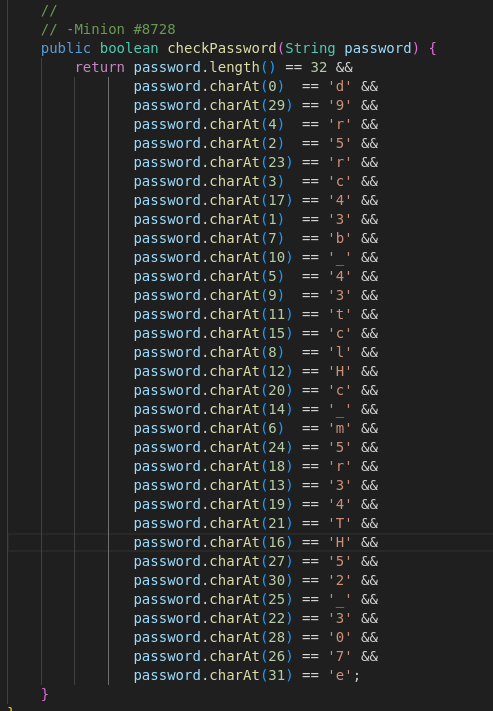 //
// -Minion #8728
public boolean checkPassword(String password) {
return password.length() == 32 &&
password.charAt(0)  == 'd' &&
password.charAt(29) == '9' &&
password.charAt(4)  == 'r' &&
password.charAt(2)  == '5' &&
password.charAt(23) == 'r' &&
password.charAt(3)  == 'c' &&
password.charAt(17) == '4' &&
password.charAt(1)  == '3' &&
password.charAt(7)  == 'b' &&
password.charAt(10) == '_' &&
password.charAt(5)  == '4' &&
password.charAt(9)  == '3' &&
password.charAt(11) == 't' &&
password.charAt(15) == 'c' &&
password.charAt(8)  == 'l' &&
password.charAt(12) == 'H' &&
password.charAt(20) == 'c' &&
password.charAt(14) == '_' &&
password.charAt(6)  == 'm' &&
password.charAt(24) == '5' &&
password.charAt(18) == 'r' &&
password.charAt(13) == '3' &&
password.charAt(19) == '4' &&
password.charAt(21) == 'T' &&
password.charAt(16) == 'H' &&
password.charAt(27) == '5' &&
password.charAt(30) == '2' &&
password.charAt(25) == '_' &&
password.charAt(22) == '3' &&
password.charAt(28) == '0' &&
password.charAt(26) == '7' &&
password.charAt(31) == 'e';
}
}